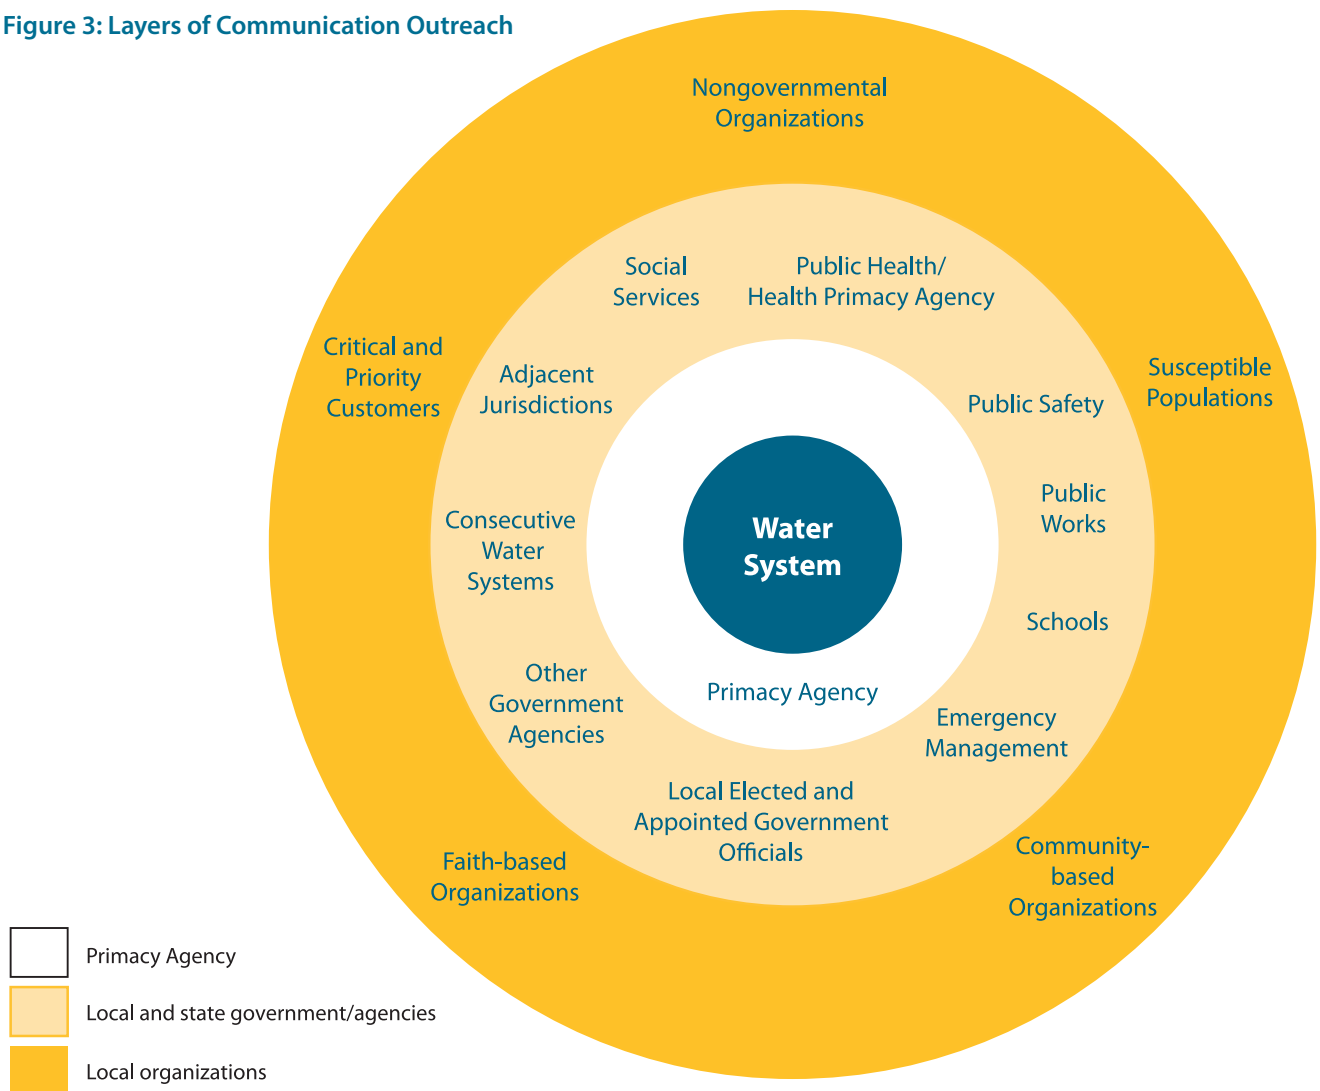 Figure 3: Layers of Communication Outreach
Nongovernmental
Organizations
Social
Services
Public Health/
Health Primacy Agency
Critical and
Priority
Customers
Adjacent
Jurisdictions
Public Safety
Susceptible
Populations
Consecutive
Water
Systems
Water
System
Public
Works
Schools
Other
Government
Agencies
Primacy Agency
Emergency
Management
Local Elected and
Appointed Government
Officials
Faith-based
Organizations
Community-
based
Organizations
Primacy Agency
Local and state government/agencies
Local organizations